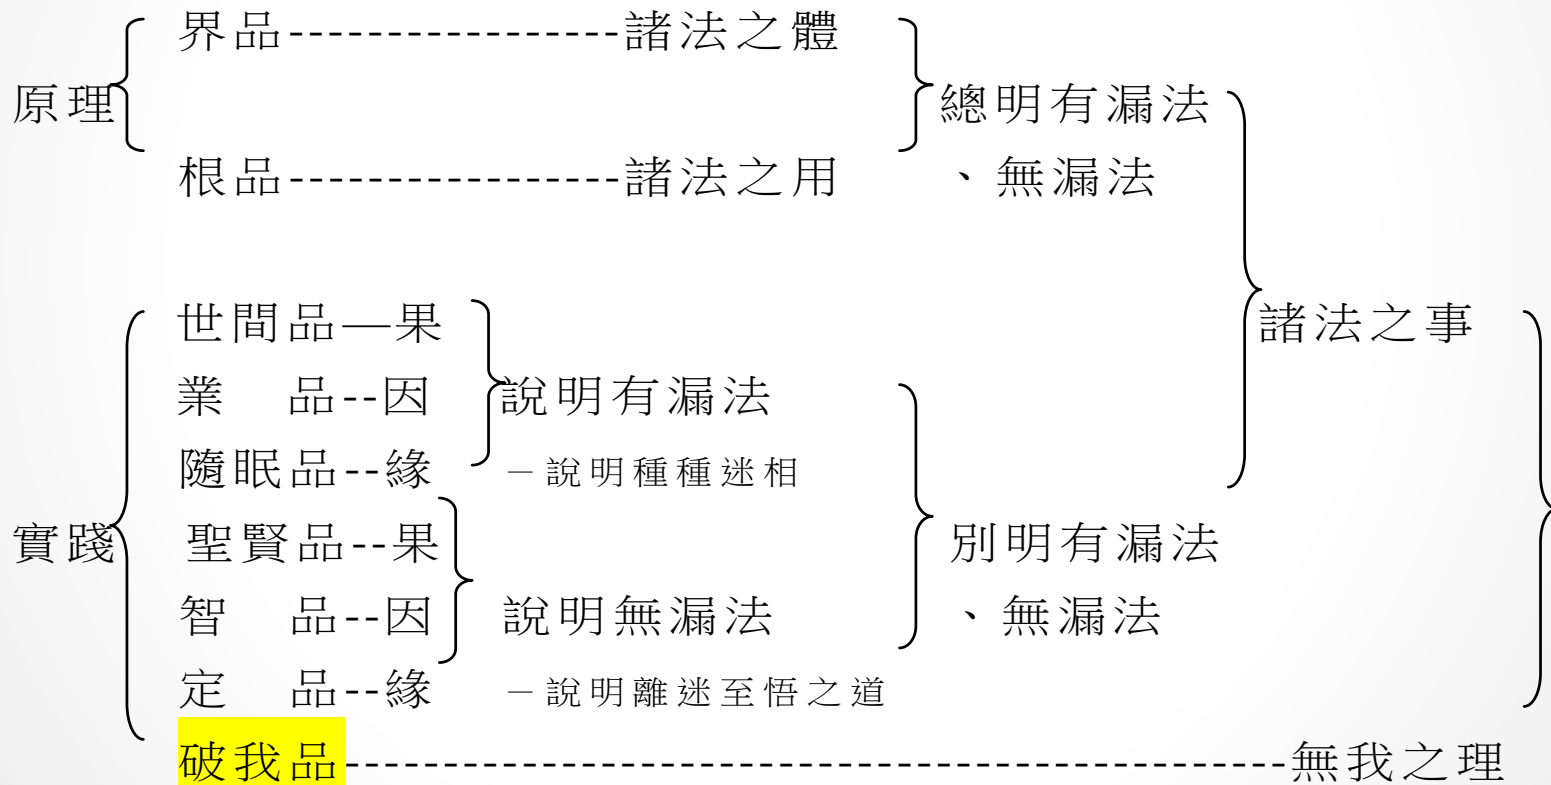 界品-----------------諸法之體
原理 總明有漏法
根品-----------------諸法之用 、無漏法
世間品—果 諸法之事
業 品--因 說明有漏法
隨眠品--緣 －說明種種迷相
實踐 聖賢品--果 別明有漏法
智 品--因 說明無漏法 、無漏法
定 品--緣 －說明離迷至悟之道
破我品------------------------------------------------無我之理